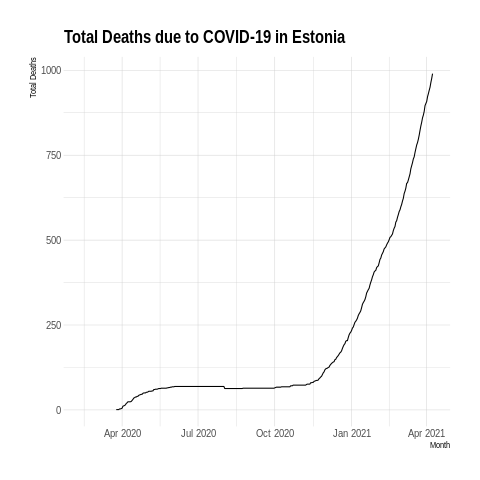 Total Deaths due to COVID-19 in Estonia
Total Deaths
1000
750
500
250
0
Apr 2020 Jul 2020 Oct 2020 Jan 2021 Apr 2021
Month